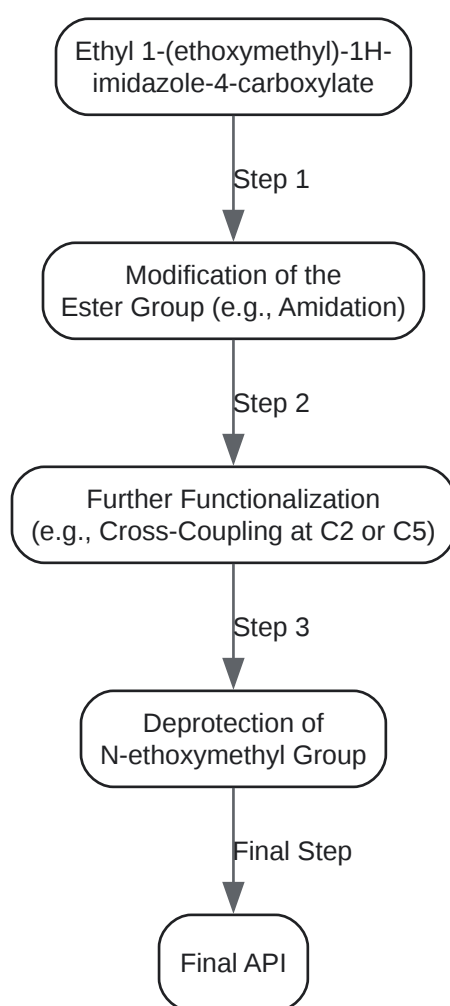 Ethyl 1-(ethoxymethyl)-1H-
imidazole-4-carboxylate
Step 1
Modification of the
Ester Group (e.g., Amidation)
Step 2
Further Functionalization
(e.g., Cross-Coupling at C2 or C5)
Step 3
Deprotection of
N-ethoxymethyl Group
Final Step
Final API